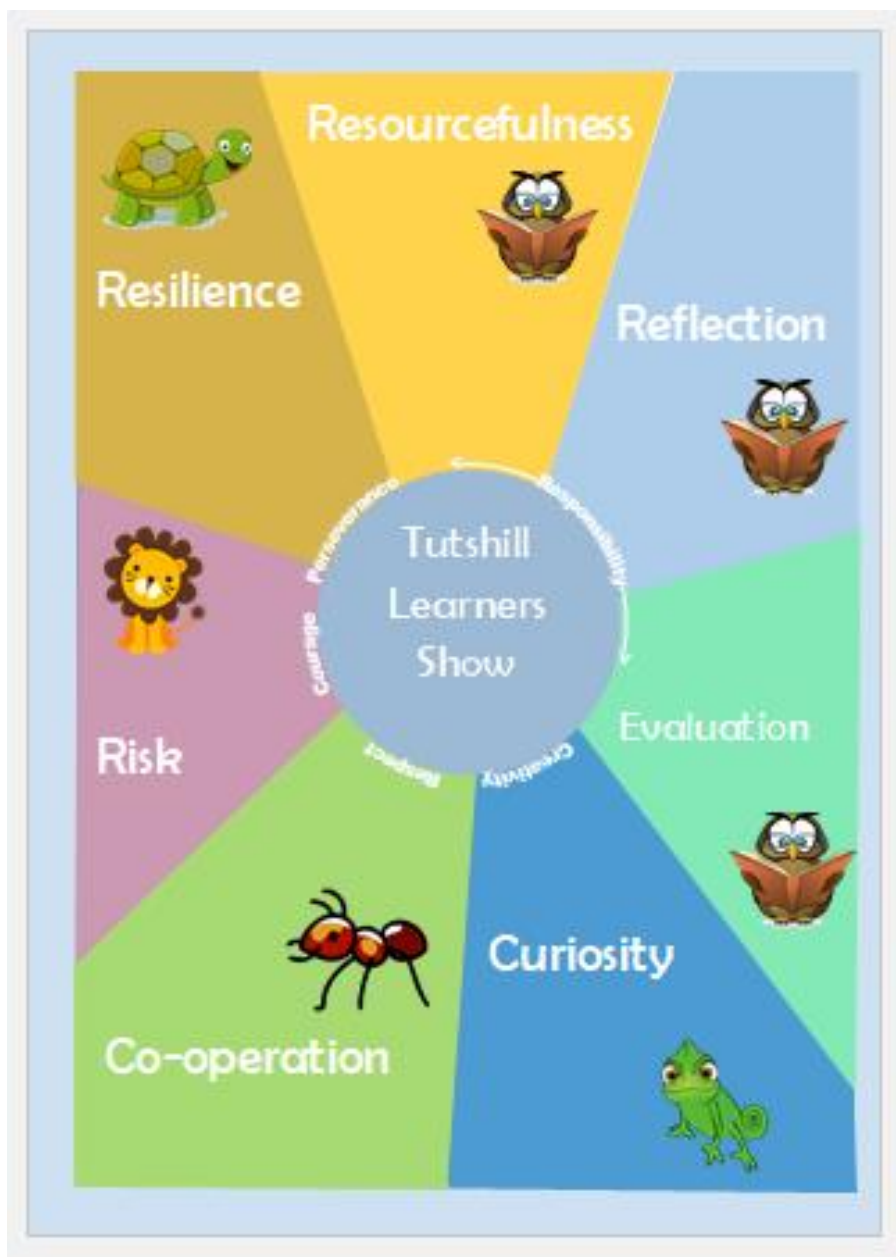 Resourcefulness
Resilience
Reflection
Perseverance
Responsibility
Tutshill
Learners
Show
Courage
Evaluation
Risk
Respect
Creativity
Curiosity
Co-operation